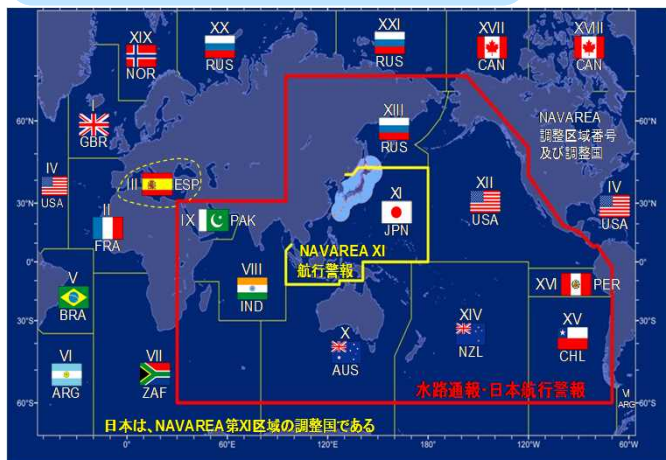 XIX
NOR
XX
RUS
XXI
RUS
XVII
CAN
XVIII
CAN
I
GBR
XIII
RUS
NAVAREA
調整区域番号
及び調整国
60°N
60°N
IV
USA
III ESP
XI
JPN
XII
USA
IV
USA
30°N
30°N
II
FRA
IX PAK
NAVAREA XI
航行警報
0°
0°
V
BRA
VIII
IND
XVI PER
30°S
30°S
X
AUS
XIV
NZL
XV
CHL
VI
ARG
VII
ZAF
水路通報・日本航行警報
VI
ARG
60°S
60°S
日本は、NAVAREA第XI区域の調整国である
0°
60°E
120°E
180°
120°W
60°W